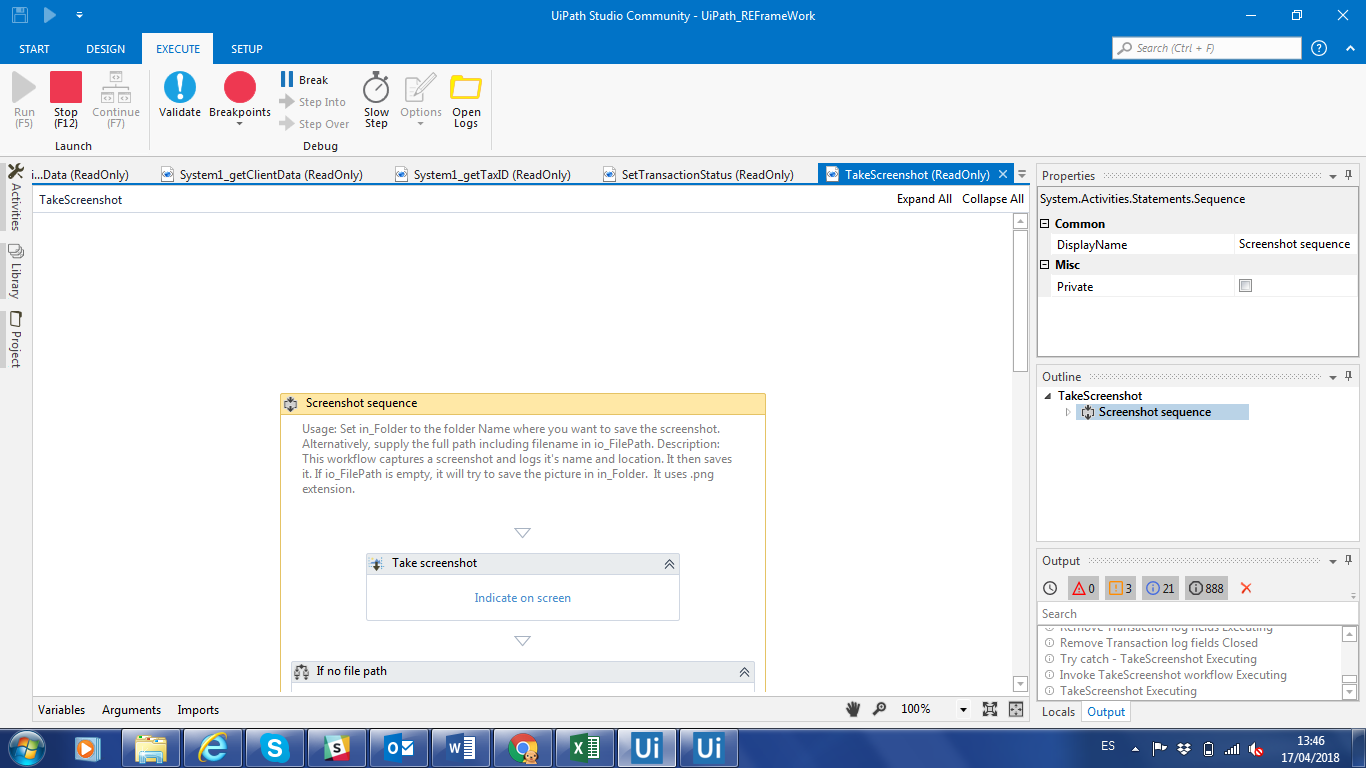 UiPath Studio Community - UiPath_REFrameWork
START DESIGN EXECUTE SETUP
Search (Ctrl + F)
Run (F5)
Stop (F12)
Continue (F7)
Launch
Validate
Breakpoints
Break
Step Into
Step Over
Slow Step
Options
Open Logs
Debug
i...Data (ReadOnly)
System1_getClientData (ReadOnly)
System1_getTaxID (ReadOnly)
SetTransactionStatus (ReadOnly)
TakeScreenshot (ReadOnly)
Activities
Library
Project
TakeScreenshot
Expand All Collapse All
Screenshot sequence
Usage: Set in_Folder to the folder Name where you want to save the screenshot.
Alternatively, supply the full path including filename in io_FilePath. Description:
This workflow captures a screenshot and logs it's name and location. It then saves
it. If io_FilePath is empty, it will try to save the picture in in_Folder. It uses .png
extension.
Take screenshot
Indicate on screen
If no file path
Variables Arguments Imports
100%
Properties
System.Activities.Statements.Sequence
Common
DisplayName Screenshot sequence
Misc
Private
Outline
TakeScreenshot
Screenshot sequence
Output
0 3 21 888
Search
Remove Transaction log fields Executing
Remove Transaction log fields Closed
Try catch - TakeScreenshot Executing
Invoke TakeScreenshot workflow Executing
TakeScreenshot Executing
Locals Output
Ui Ui
ES
13:46
17/04/2018